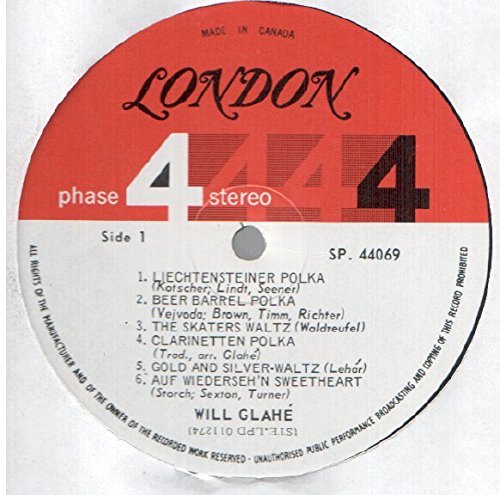 MADE IN CANADA
LONDON
phase 4 stereo 4 4 4
Side 1
SP. 44069
1. LIECHTENSTEINER POLKA
(Kotscher; Lindt, Seener)
2. BEER BARREL POLKA
(Vejvoda; Brown, Timm, Richter)
3. THE SKATERS WALTZ (Waldteufel)
4. CLARINETTEN POLKA
(Trad., arr. Glahé)
5. GOLD AND SILVER-WALTZ (Lehár)
6. AUF WIEDERSEH'N SWEETHEART
(Storch; Sexton, Turner)
WILL GLAHÉ
(STE.LPD 011274)
ALL RIGHTS OF THE MANUFACTURER AND OF THE OWNER OF THE RECORDED WORK RESERVED · UNAUTHORISED PUBLIC PERFORMANCE BROADCASTING AND COPYING OF THIS RECORD PROHIBITED